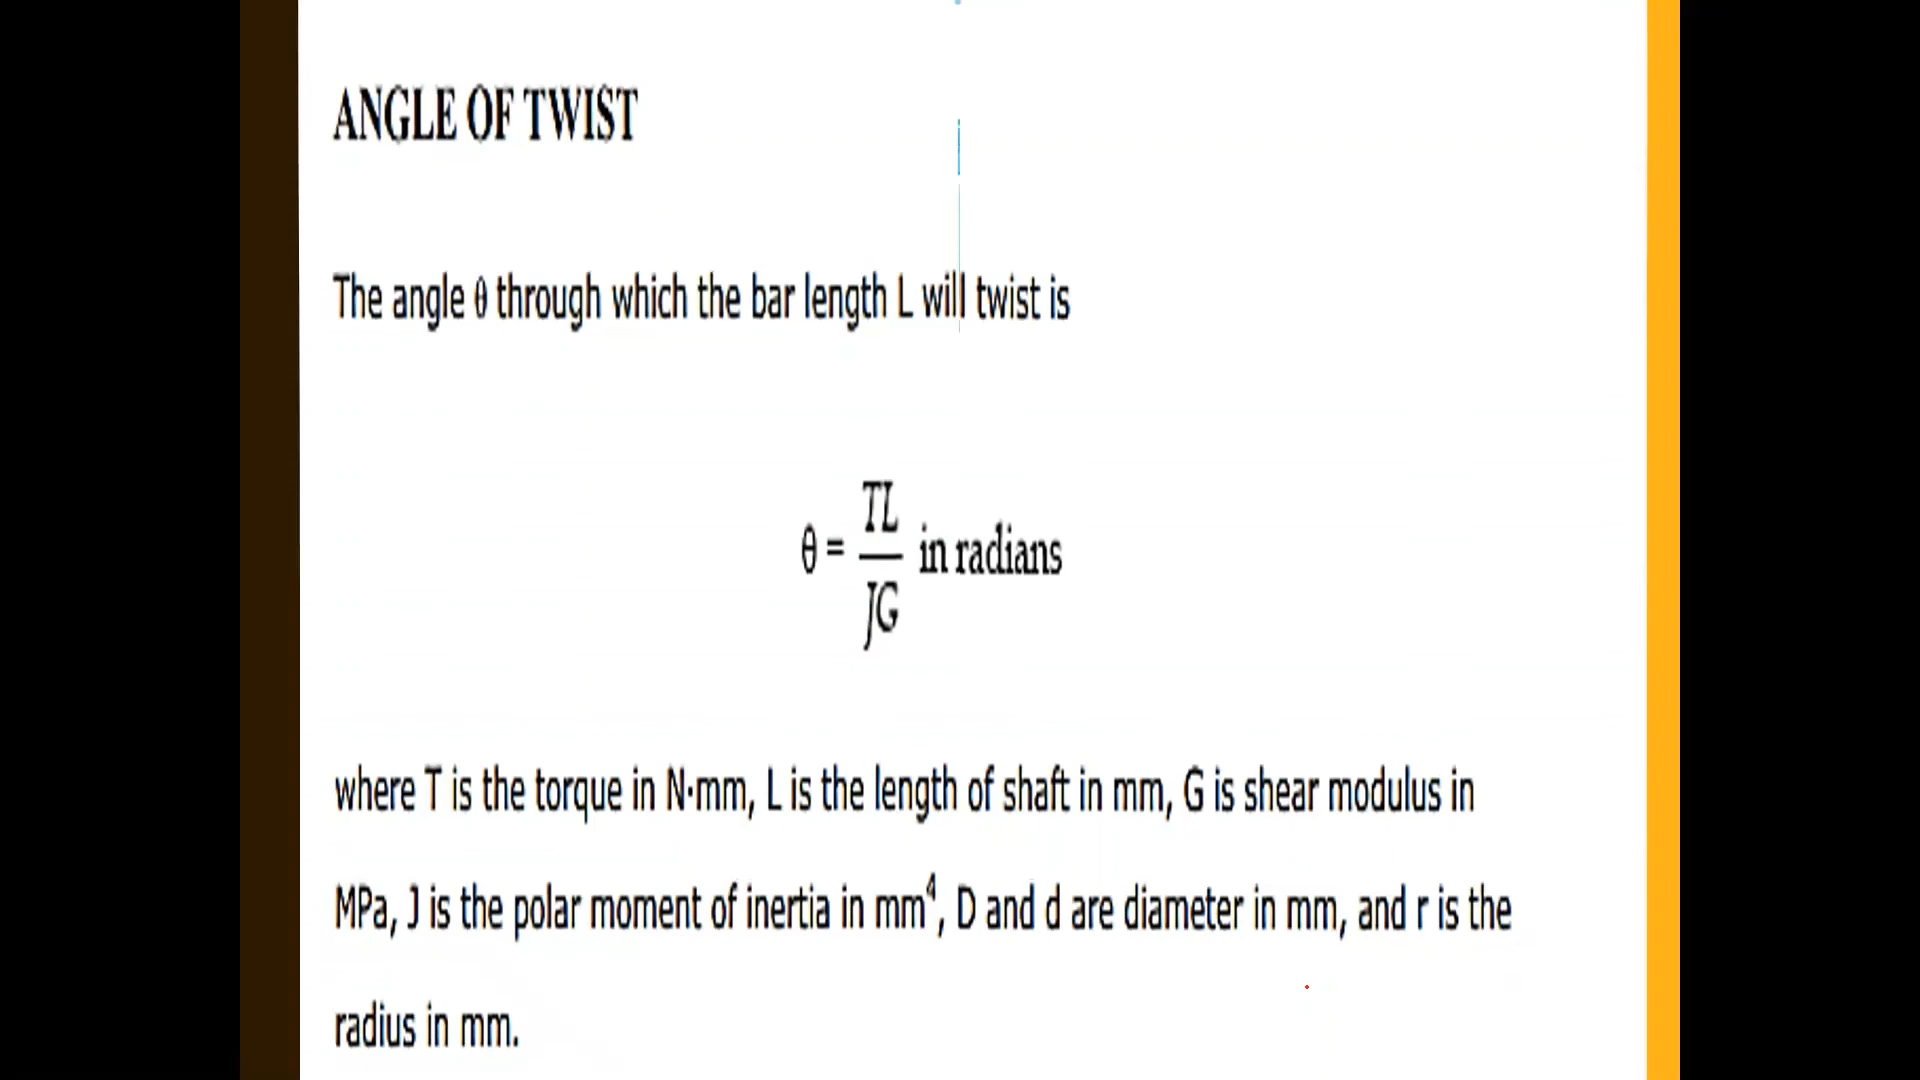 ANGLE OF TWIST
The angle θ through which the bar length L will twist is
θ = TL/JG in radians
where T is the torque in N·mm, L is the length of shaft in mm, G is shear modulus in
MPa, J is the polar moment of inertia in mm⁴, D and d are diameter in mm, and r is the
radius in mm.